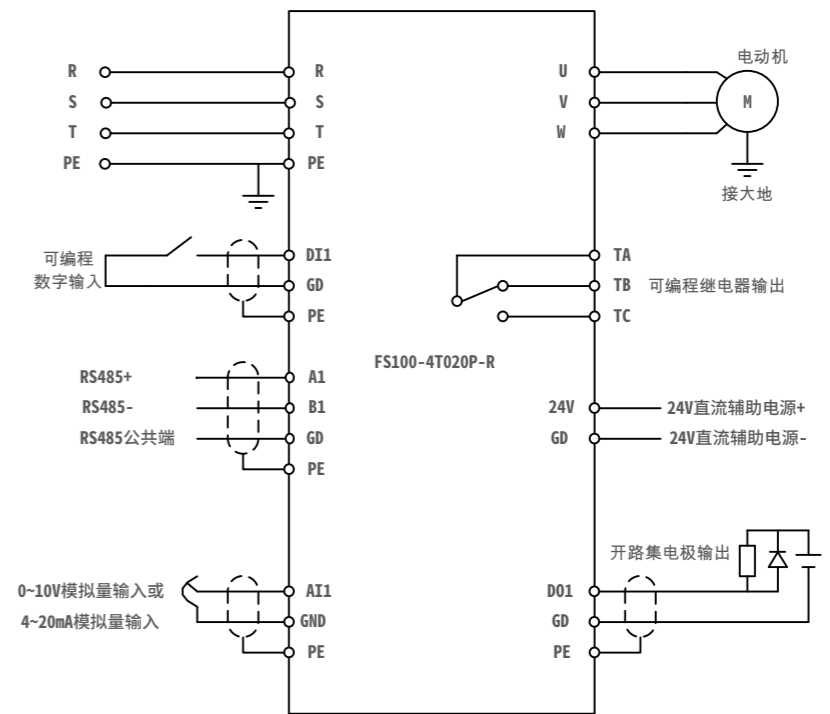 电动机
R R U
S S V M
T T W
PE PE
接大地
可编程
数字输入
DI1 TA
GD TB 可编程继电器输出
PE TC
FS100-4T020P-R
RS485+ A1
RS485- B1 24V 24V直流辅助电源+
RS485公共端 GD GD 24V直流辅助电源-
PE
开路集电极输出
0~10V模拟量输入或 AI1 DO1
4~20mA模拟量输入 GND GD
PE PE